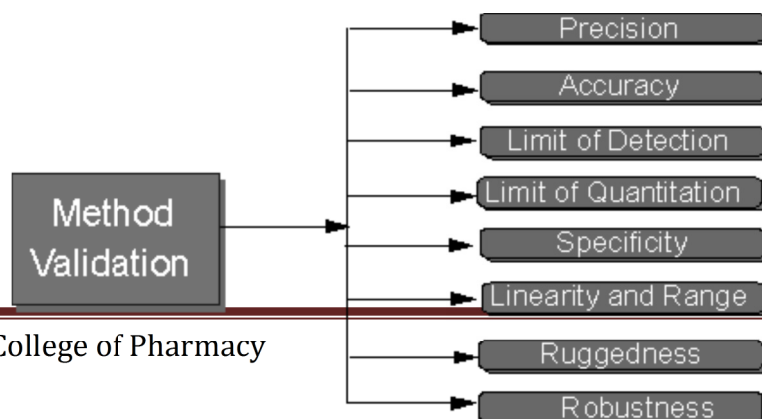 Precision
Accuracy
Limit of Detection
Limit of Quantitation
Method
Validation
Specificity
Linearity and Range
College of Pharmacy
Ruggedness
Robustness